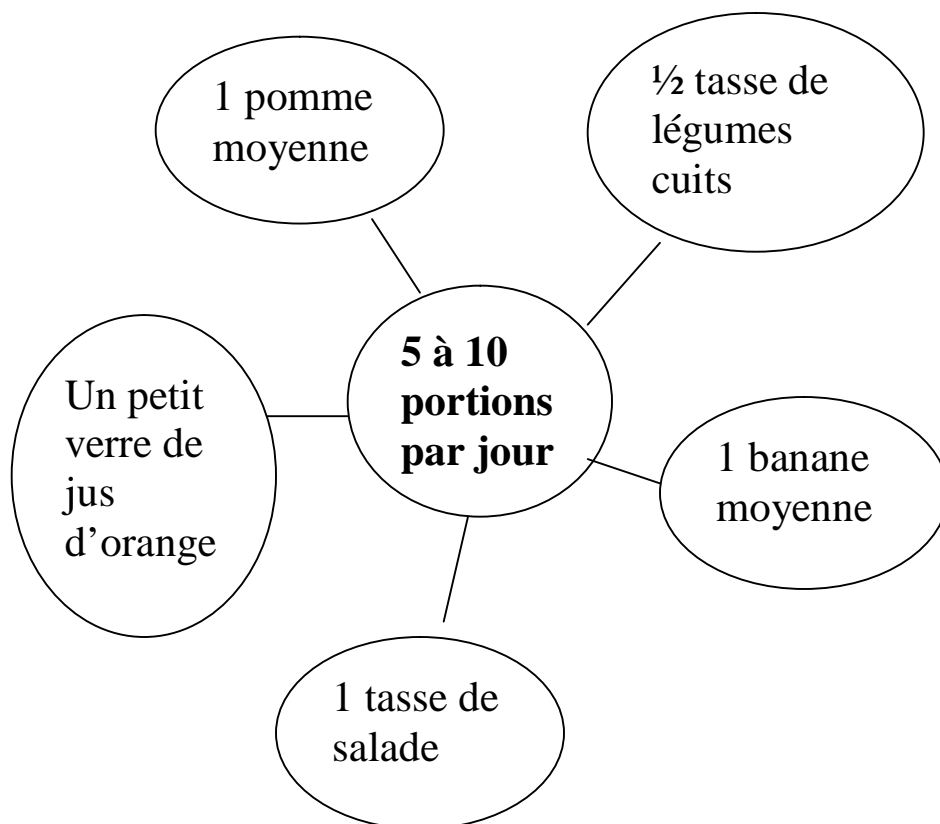 1 pomme
moyenne
½ tasse de
légumes
cuits
5 à 10
portions
par jour
Un petit
verre de
jus
d’orange
1 banane
moyenne
1 tasse de
salade